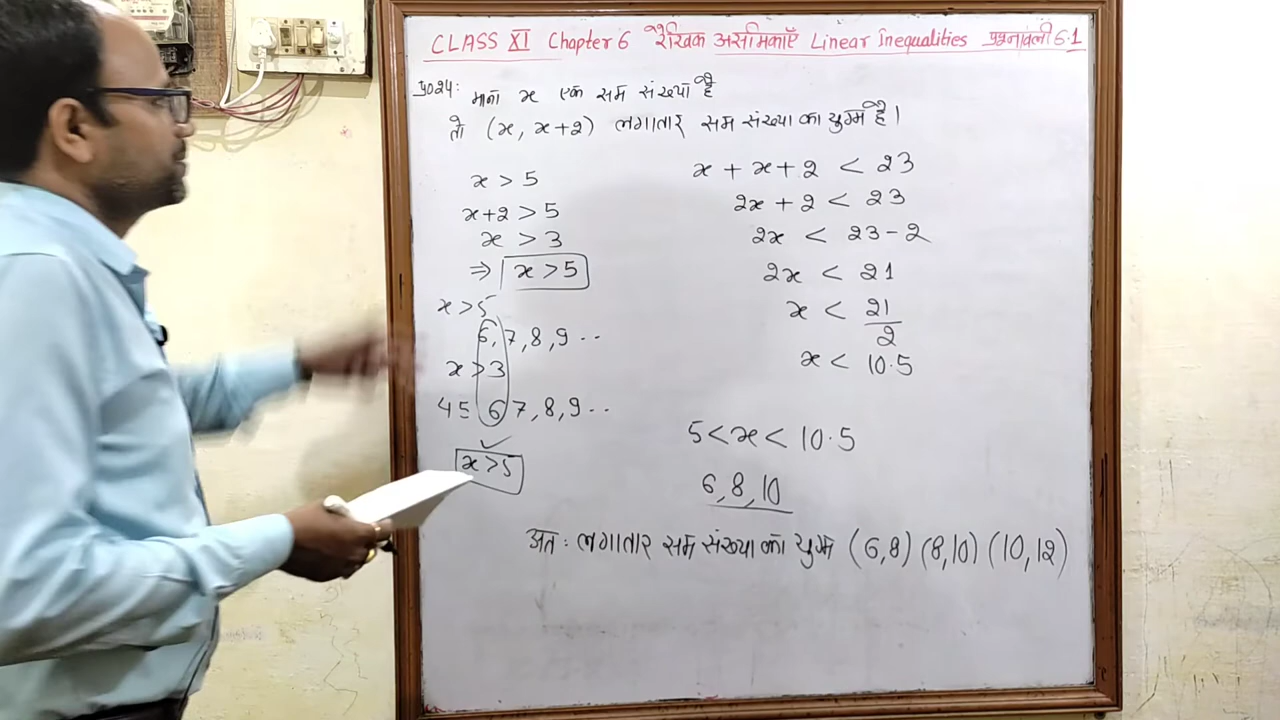 CLASS XI Chapter 6 रैखिक असमिकाएँ Linear Inequalities प्रश्नावली 6.1
प्र024: माना x एक सम संख्या है
तो (x, x+2) लगातार सम संख्या का युग्म है।
x > 5
x+2 > 5
x > 3
⇒ x > 5
x > 5
6, 7, 8, 9 ..
x > 3
4 5 6 7, 8, 9 ..
✓
x > 5
x + x + 2 < 23
2x + 2 < 23
2x < 23 - 2
2x < 21
x < 21/2
x < 10.5
5 < x < 10.5
6, 8, 10
अतः लगातार सम संख्या का युग्म (6,8) (8,10) (10,12)